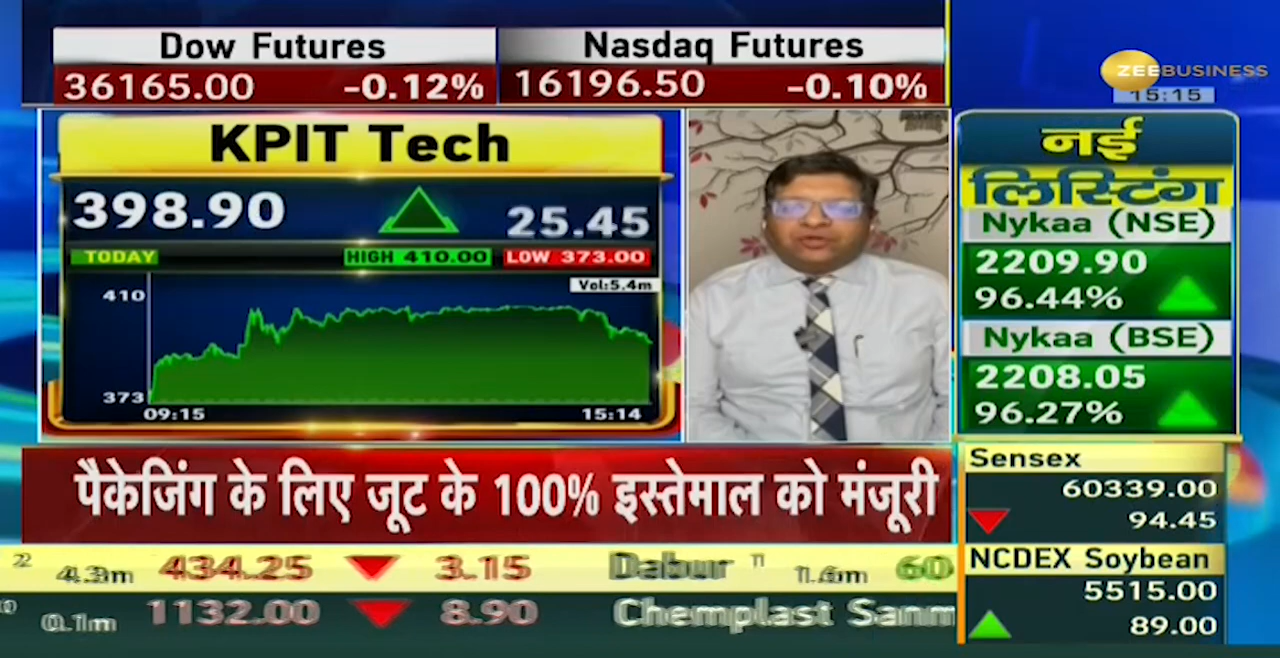 Dow Futures
36165.00 -0.12%
Nasdaq Futures
16196.50 -0.10%
ZEEBUSINESS
15:15
KPIT Tech
398.90 25.45
TODAY HIGH 410.00 LOW 373.00
Vol:5.4m
410
373
09:15 15:14
नई
लिस्टिंग
Nykaa (NSE)
2209.90
96.44%
Nykaa (BSE)
2208.05
96.27%
पैकेजिंग के लिए जूट के 100% इस्तेमाल को मंजूरी
Sensex
60339.00
94.45
NCDEX Soybean
5515.00
89.00
2 4.3m 434.25 3.15 Dabur 11 1.6m 60
0.1m 1132.00 8.90 Chemplast Sanm